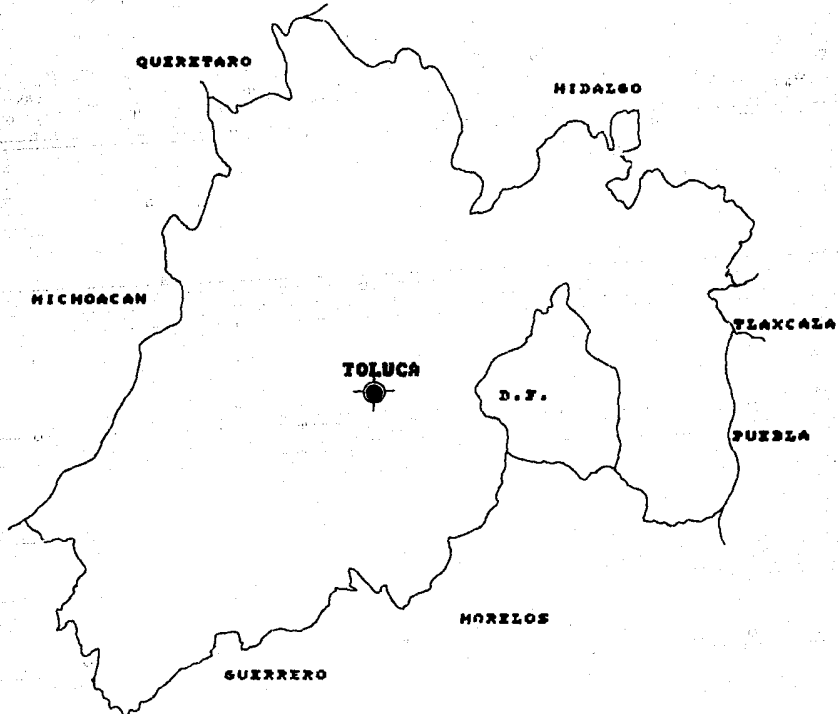 QUERETARO
HIDALGO
MICHOACAN
TLAXCALA
TOLUCA
D.F.
PUEBLA
MORELOS
GUERRERO